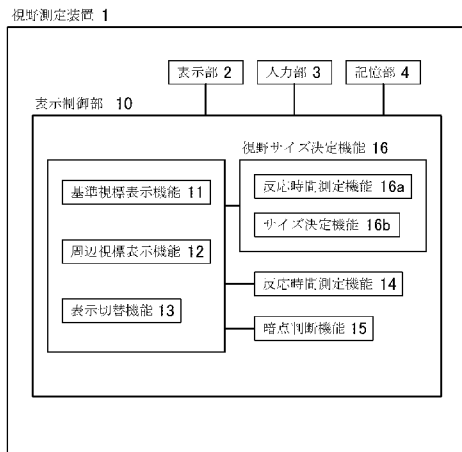 視野測定装置 1
表示部 2
入力部 3
記憶部 4
表示制御部 10
視野サイズ決定機能 16
基準視標表示機能 11
反応時間測定機能 16a
サイズ決定機能 16b
周辺視標表示機能 12
反応時間測定機能 14
表示切替機能 13
暗点判断機能 15